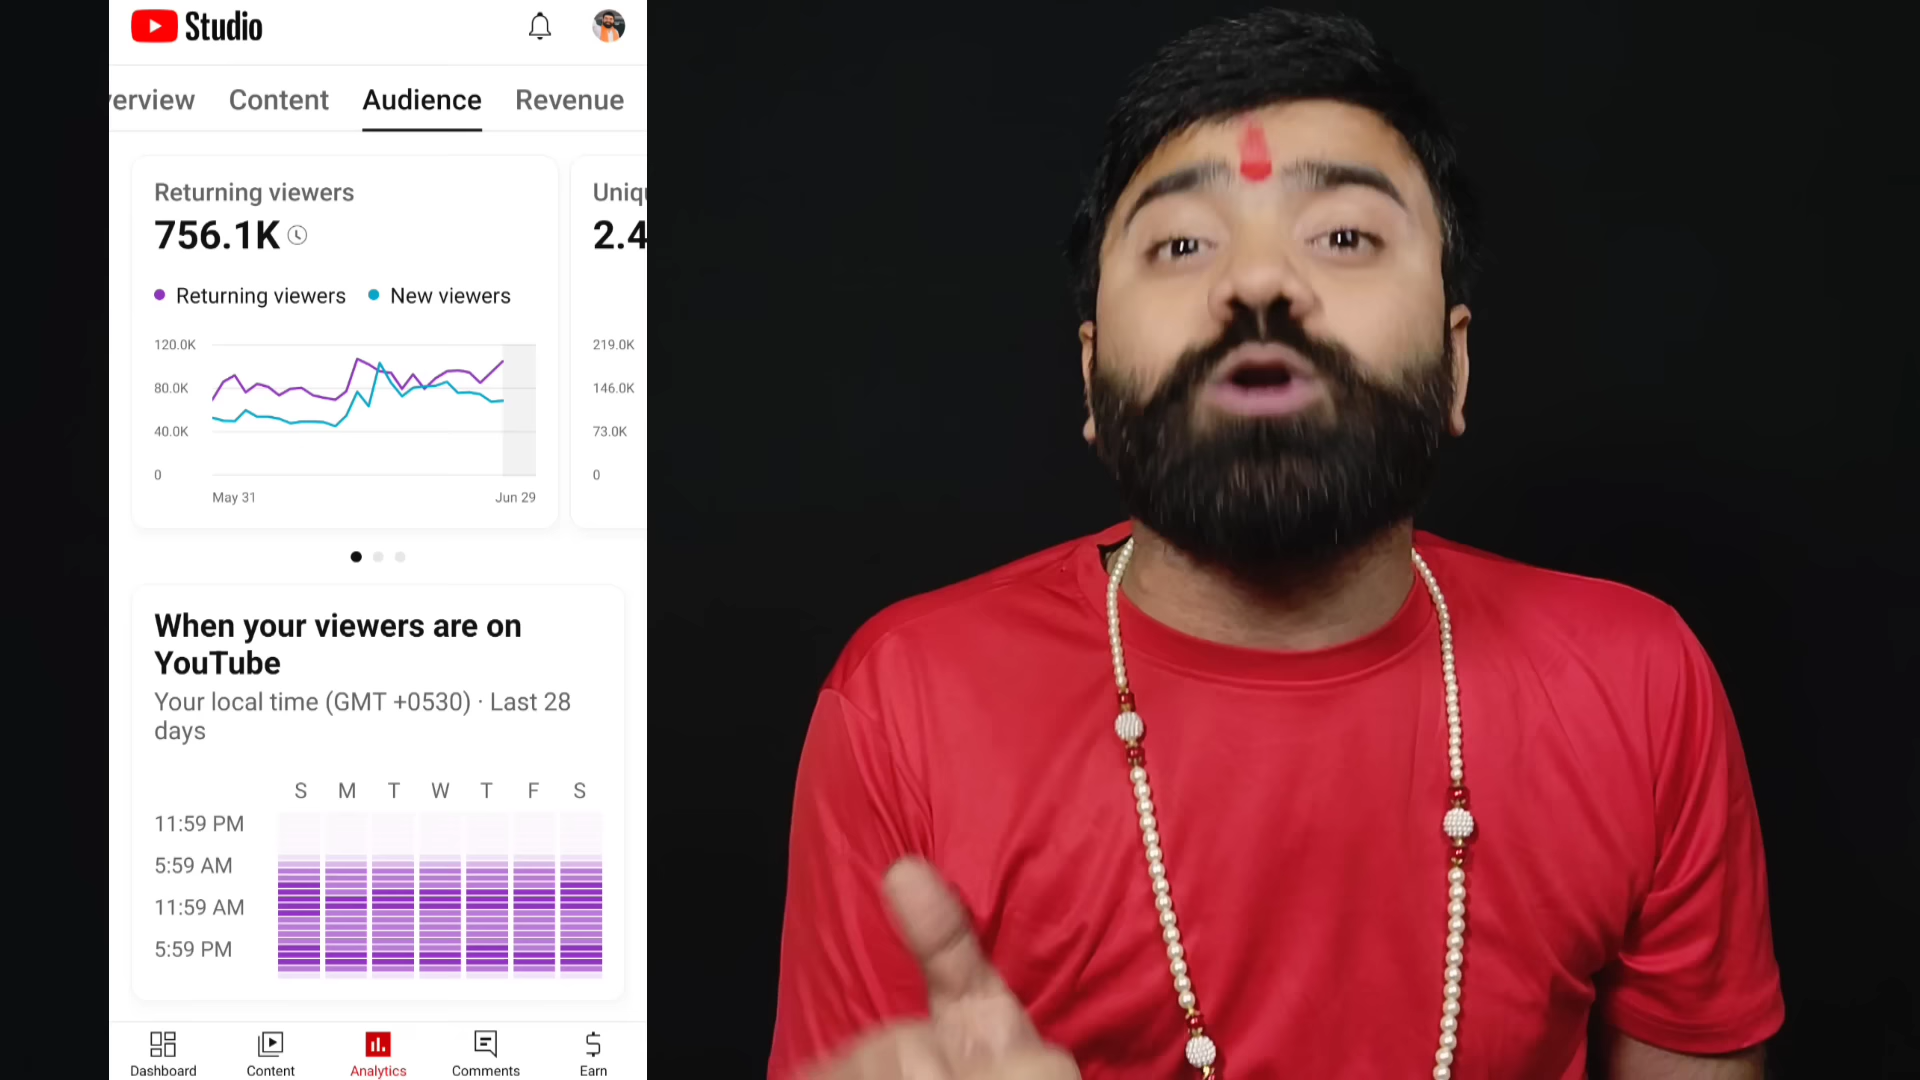 Studio
verview Content Audience Revenue
Returning viewers
756.1K
Returning viewers New viewers
120.0K
80.0K
40.0K
0
May 31 Jun 29
Uniq
2.4
219.0K
146.0K
73.0K
0
When your viewers are on
YouTube
Your local time (GMT +0530) · Last 28
days
S M T W T F S
11:59 PM
5:59 AM
11:59 AM
5:59 PM
Dashboard Content Analytics Comments Earn